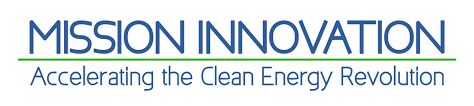 MISSION INNOVATION
Accelerating the Clean Energy Revolution